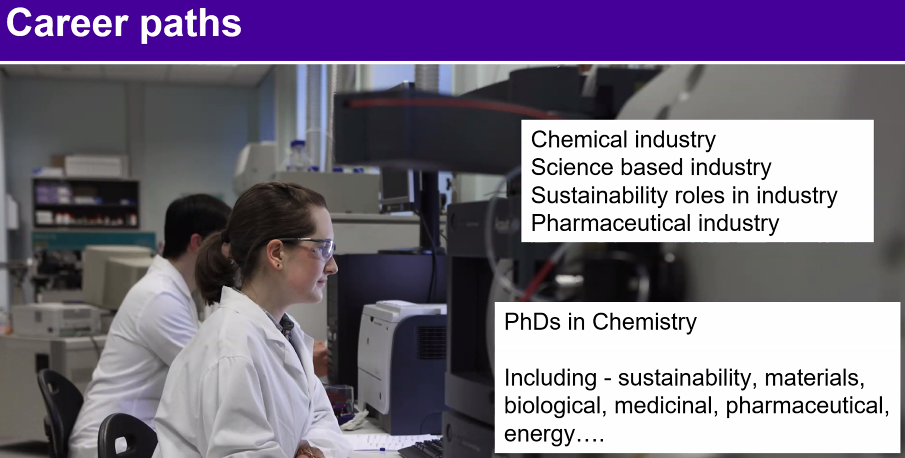 Career paths
Chemical industry
Science based industry
Sustainability roles in industry
Pharmaceutical industry
PhDs in Chemistry
Including - sustainability, materials,
biological, medicinal, pharmaceutical,
energy….